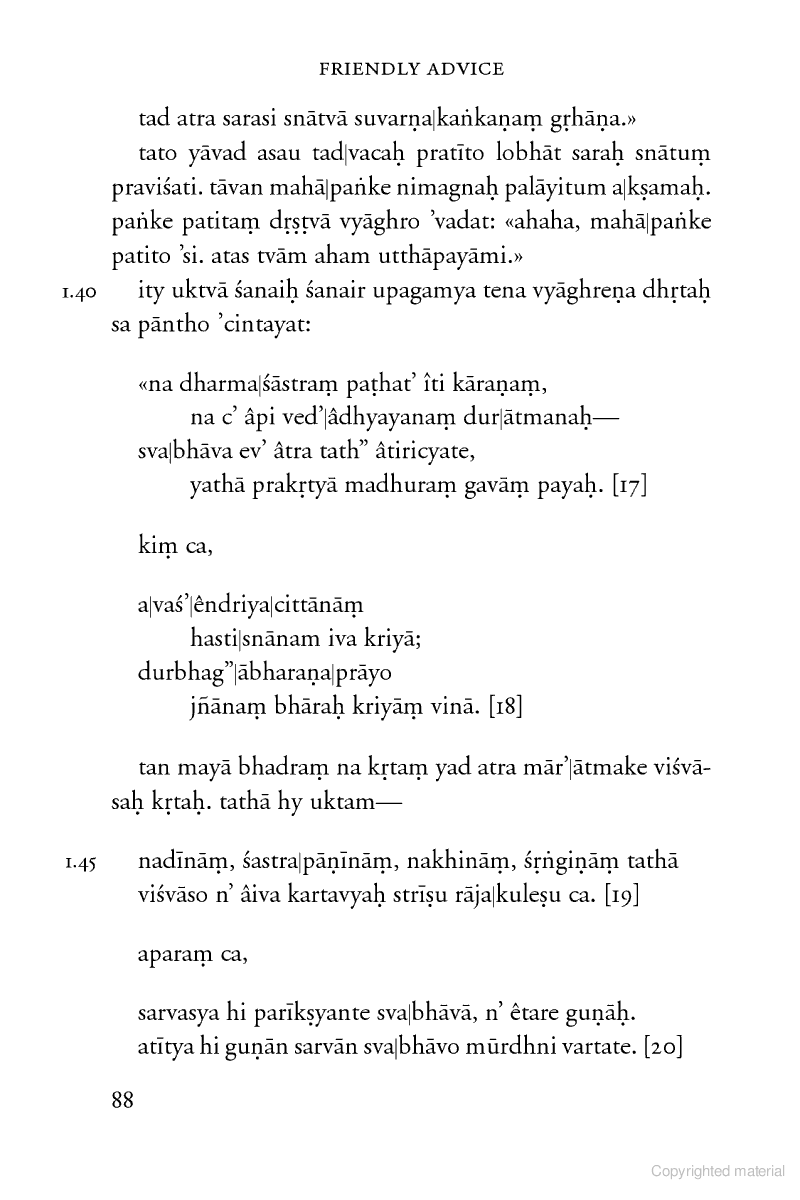 FRIENDLY ADVICE
tad atra sarasi snātvā suvarṇa|kaṅkaṇaṃ gṛhāṇa.»
tato yāvad asau tad|vacaḥ pratīto lobhāt saraḥ snātuṃ
praviśati. tāvan mahā|paṅke nimagnaḥ palāyitum a|kṣamaḥ.
paṅke patitaṃ dṛṣṭvā vyāghro ’vadat: «ahaha, mahā|paṅke
patito ’si. atas tvām aham utthāpayāmi.»
1.40 ity uktvā śanaiḥ śanair upagamya tena vyāghreṇa dhṛtaḥ
sa pāntho ’cintayat:
«na dharma|śāstraṃ paṭhat’ îti kāraṇaṃ,
na c’ âpi ved’|âdhyayanaṃ dur|ātmanaḥ—
sva|bhāva ev’ âtra tath” âtiricyate,
yathā prakṛtyā madhuraṃ gavāṃ payaḥ. [17]
kiṃ ca,
a|vaś’|êndriya|cittānāṃ
hasti|snānam iva kriyā;
durbhag”|ābharaṇa|prāyo
jñānaṃ bhāraḥ kriyāṃ vinā. [18]
tan mayā bhadraṃ na kṛtaṃ yad atra mār’|ātmake viśvā-
saḥ kṛtaḥ. tathā hy uktam—
1.45 nadīnāṃ, śastra|pāṇīnāṃ, nakhināṃ, śṛṅgiṇāṃ tathā
viśvāso n’ âiva kartavyaḥ strīṣu rāja|kuleṣu ca. [19]
aparaṃ ca,
sarvasya hi parīkṣyante sva|bhāvā, n’ êtare guṇāḥ.
atītya hi guṇān sarvān sva|bhāvo mūrdhni vartate. [20]
88
Copyrighted material